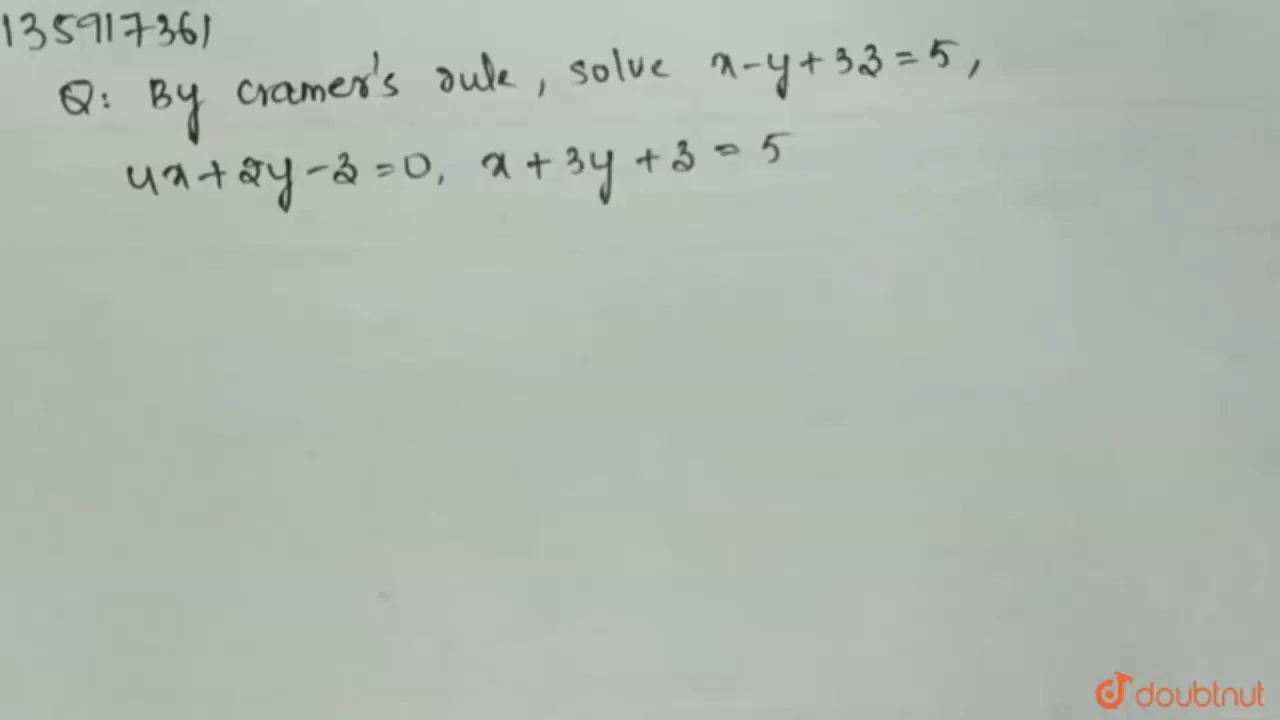 135917361
Q: By Cramer's rule, solve x-y+3z=5,
4x+2y-z=0, x+3y+z=5
doubtnut